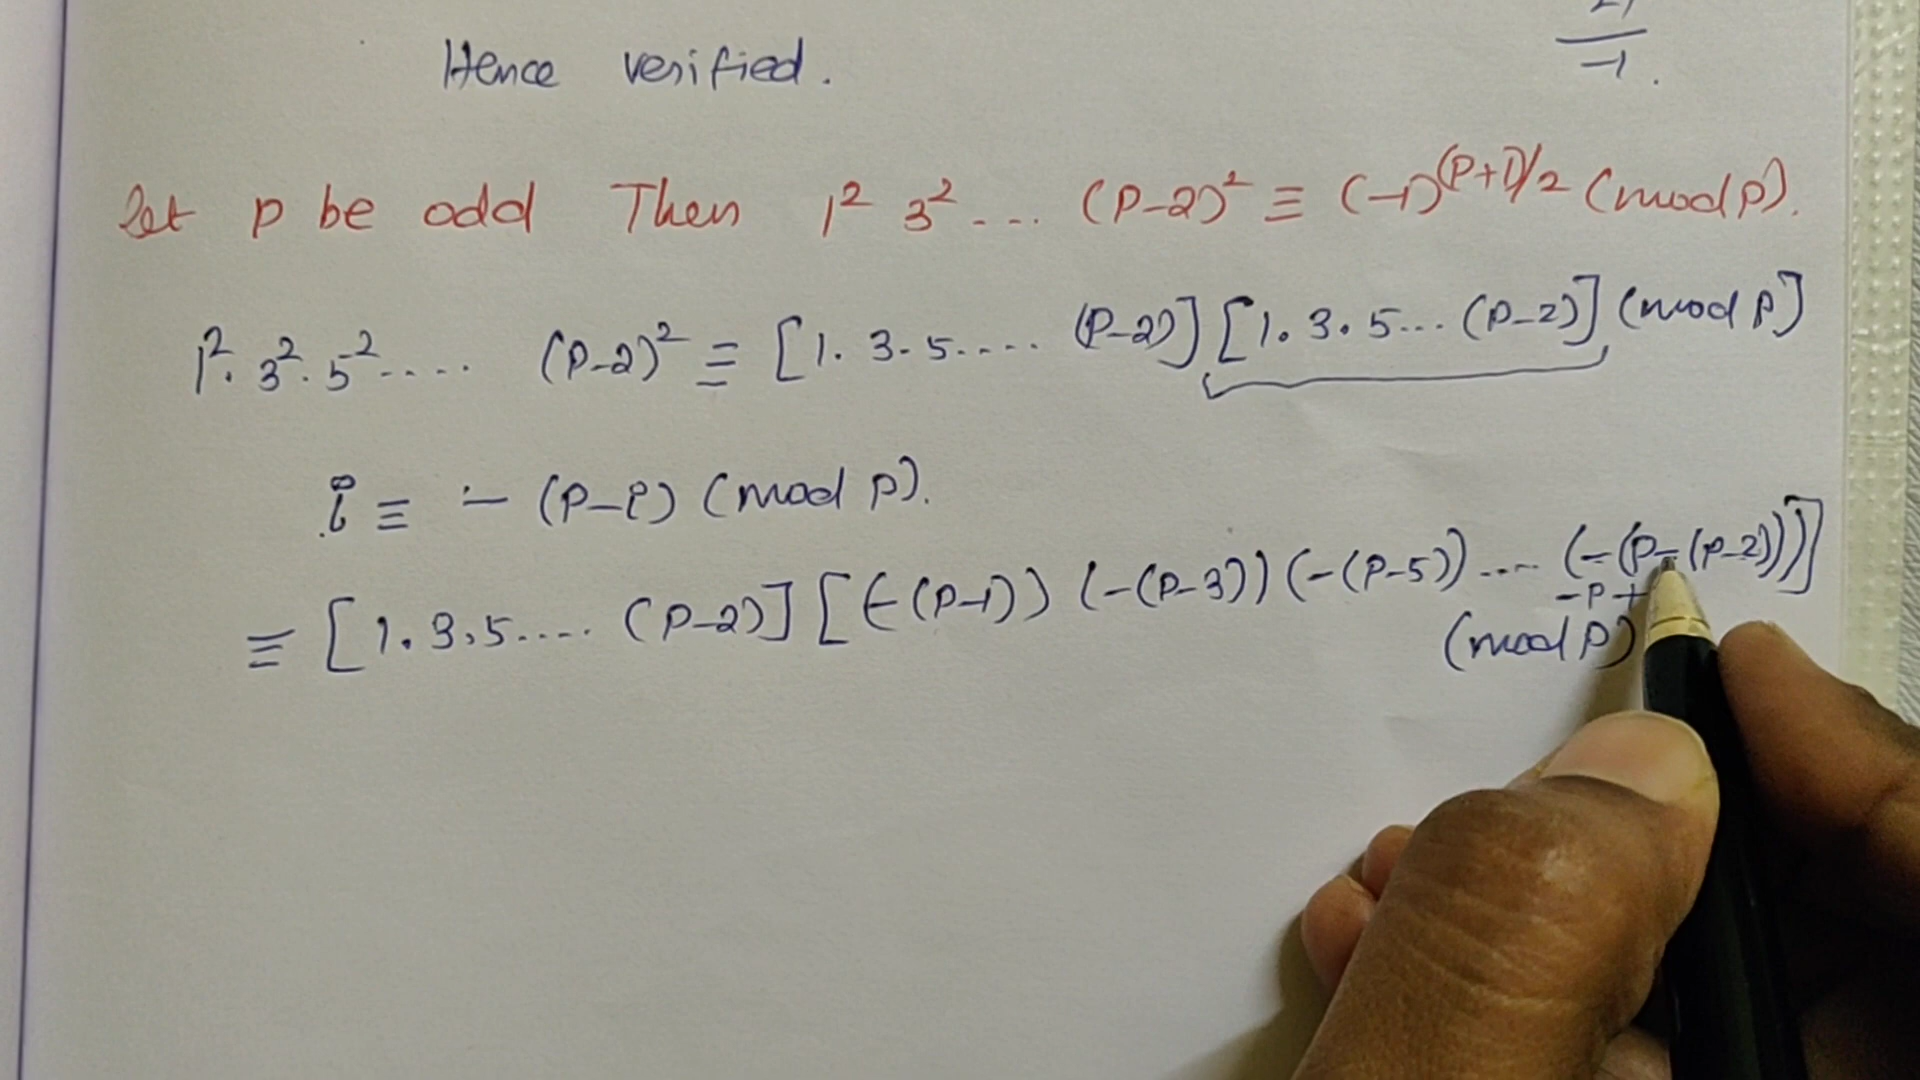 Hence verified.
-1.
Let p be odd Then 1² 3² ... (P-2)² ≡ (-1)^(P+1)/2 (mod p).
1². 3². 5² .... (P-2)² ≡ [1. 3. 5.... (P-2)] [1. 3. 5... (P-2)] (mod p]
i ≡ - (P-i) (mod p).
≡ [1. 3. 5.... (P-2)] [(-(P-1)) (-(P-3)) (-(P-5)) .... (-(P-(P-2)))]
-P+
(mod p)